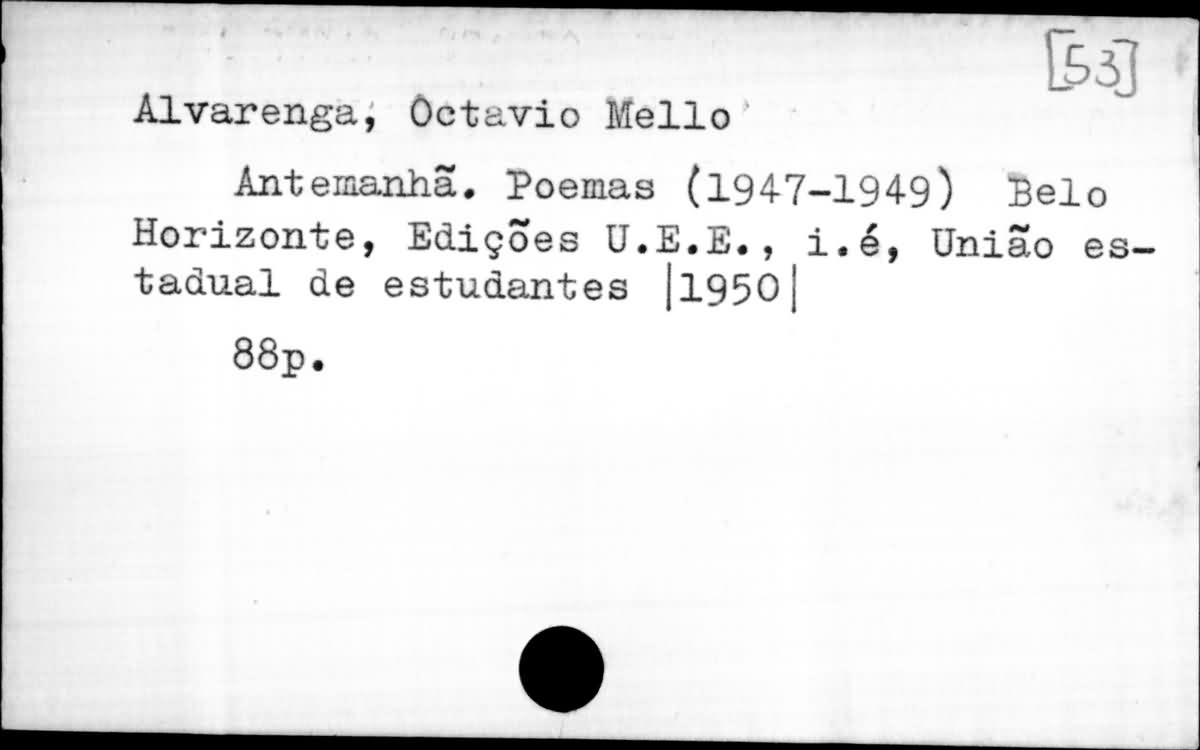 [53]
Alvarenga, Octavio Mello
Antemanhã. Poemas (1947-1949) Belo
Horizonte, Edições U.E.E., i.é, União es-
tadual de estudantes |1950|
88p.